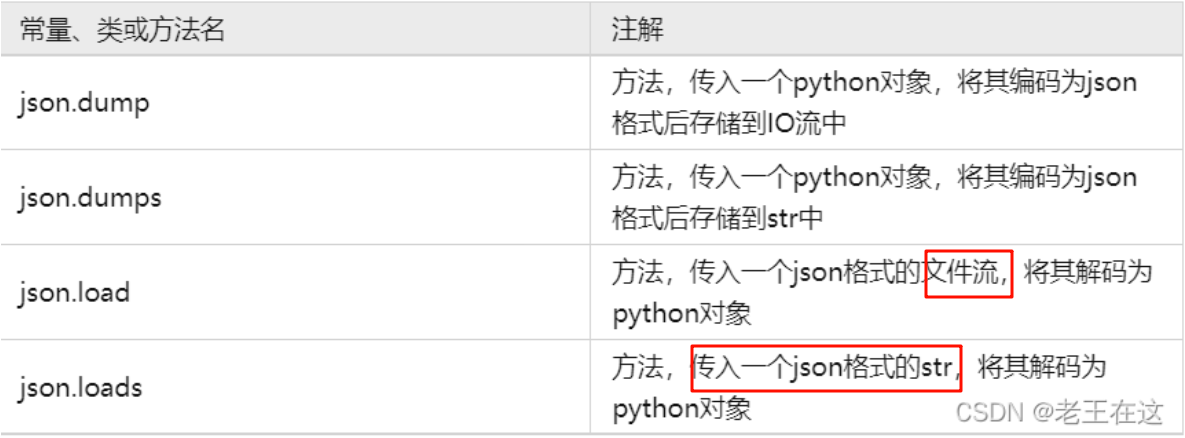 常量、类或方法名
注解
json.dump
方法，传入一个python对象，将其编码为json
格式后存储到IO流中
json.dumps
方法，传入一个python对象，将其编码为json
格式后存储到str中
json.load
方法，传入一个json格式的文件流，将其解码为
python对象
json.loads
方法，传入一个json格式的str，将其解码为
python对象
CSDN @老王在这